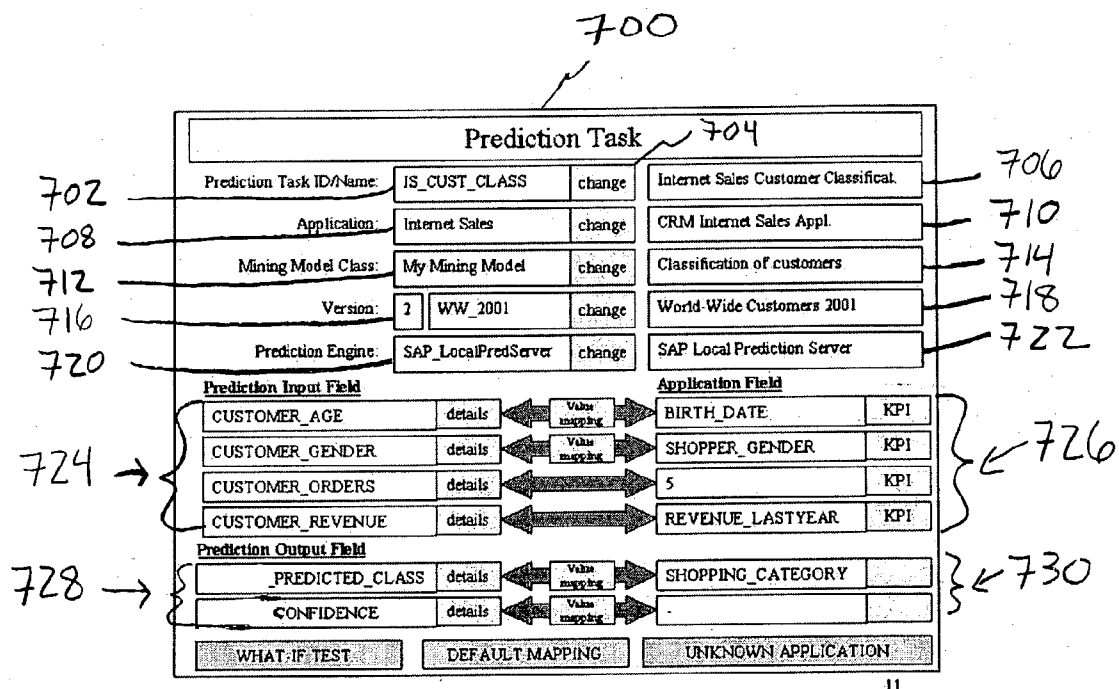 700
Prediction Task
704
702
Prediction Task ID/Name: IS_CUST_CLASS change Internet Sales Customer Classificat.
706
708
Application: Internet Sales change CRM Internet Sales Appl.
710
712
Mining Model Class: My Mining Model change Classification of customers
714
716
Version: 2 WW_2001 change World-Wide Customers 2001
718
720
Prediction Engine: SAP_LocalPredServer change SAP Local Prediction Server
722
Prediction Input Field Application Field
CUSTOMER_AGE details Value mapping BIRTH_DATE KPI
CUSTOMER_GENDER details Value mapping SHOPPER_GENDER KPI
724
726
CUSTOMER_ORDERS details 5 KPI
CUSTOMER_REVENUE details REVENUE_LASTYEAR KPI
Prediction Output Field
728
_PREDICTED_CLASS details Value mapping SHOPPING_CATEGORY
730
CONFIDENCE details Value mapping -
WHAT-IF TEST DEFAULT MAPPING UNKNOWN APPLICATION
11